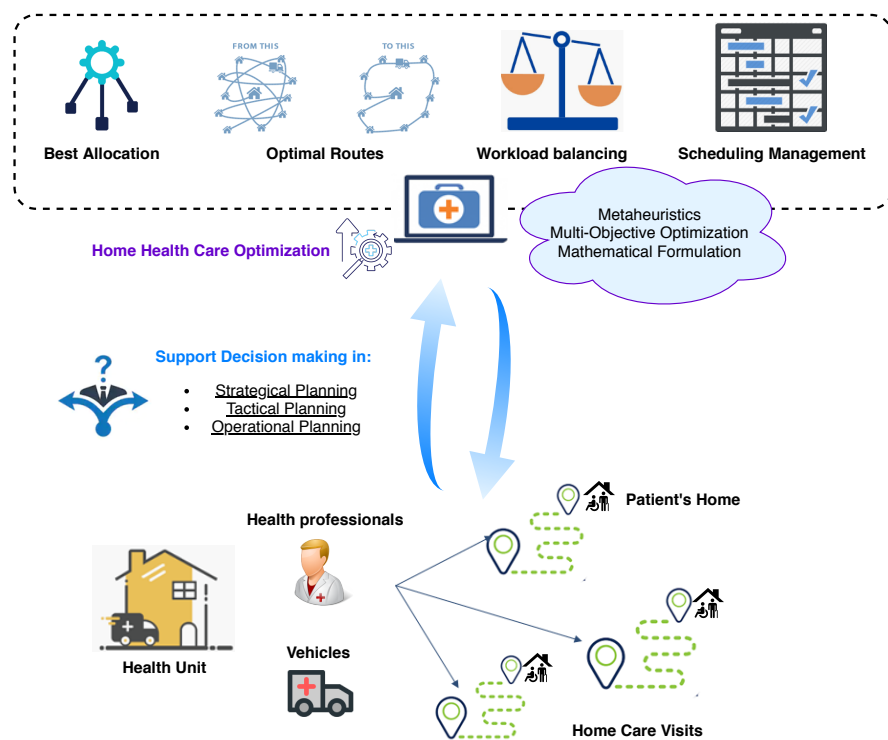 FROM THIS
TO THIS
Best Allocation
Optimal Routes
Workload balancing
Scheduling Management
Metaheuristics
Multi-Objective Optimization
Mathematical Formulation
Home Health Care Optimization
?
Support Decision making in:
• Strategical Planning
• Tactical Planning
• Operational Planning
Patient's Home
Health professionals
Health Unit
Vehicles
Home Care Visits